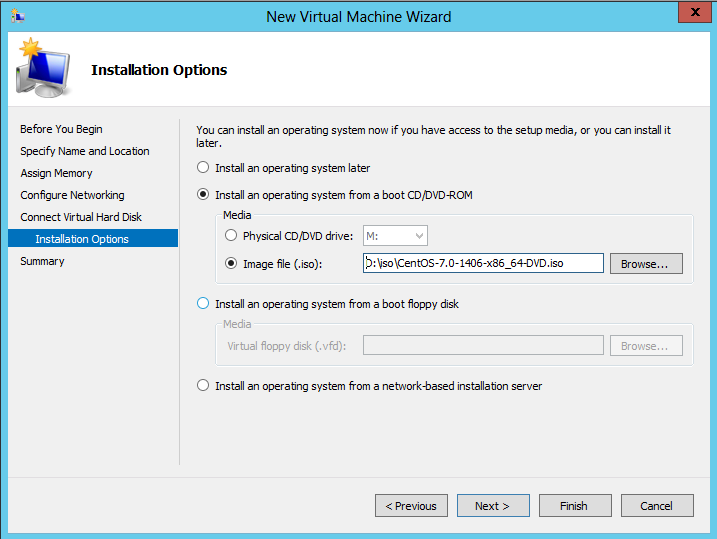 New Virtual Machine Wizard
x
Installation Options
Before You Begin
Specify Name and Location
Assign Memory
Configure Networking
Connect Virtual Hard Disk
Installation Options
Summary
You can install an operating system now if you have access to the setup media, or you can install it
later.
Install an operating system later
Install an operating system from a boot CD/DVD-ROM
Media
Physical CD/DVD drive: M:
Image file (.iso): D:\iso\CentOS-7.0-1406-x86_64-DVD.iso Browse...
Install an operating system from a boot floppy disk
Media
Virtual floppy disk (.vfd): Browse...
Install an operating system from a network-based installation server
< Previous Next > Finish Cancel